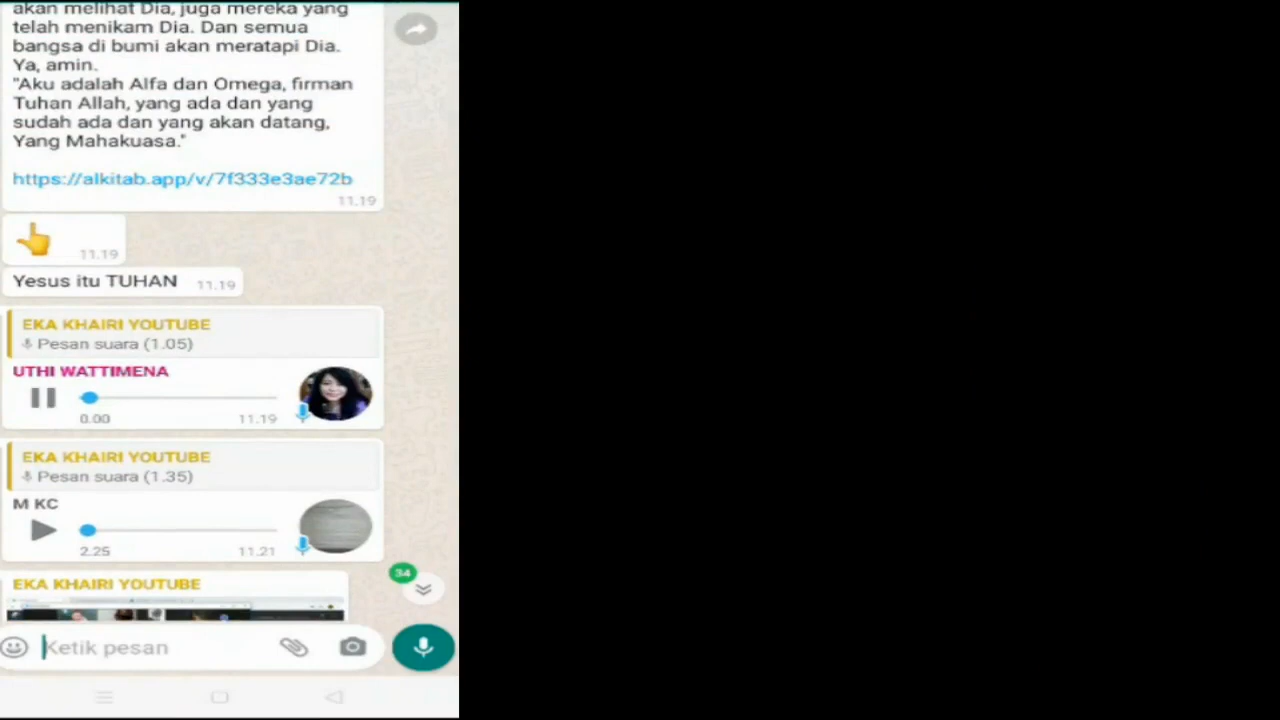 akan melihat Dia, juga mereka yang
telah menikam Dia. Dan semua
bangsa di bumi akan meratapi Dia.
Ya, amin.
"Aku adalah Alfa dan Omega, firman
Tuhan Allah, yang ada dan yang
sudah ada dan yang akan datang,
Yang Mahakuasa."
https://alkitab.app/v/7f333e3ae72b
11.19
11.19
Yesus itu TUHAN 11.19
EKA KHAIRI YOUTUBE
Pesan suara (1.05)
UTHI WATTIMENA
0.00 11.19
EKA KHAIRI YOUTUBE
Pesan suara (1.35)
M KC
2.25 11.21
34
EKA KHAIRI YOUTUBE
Ketik pesan